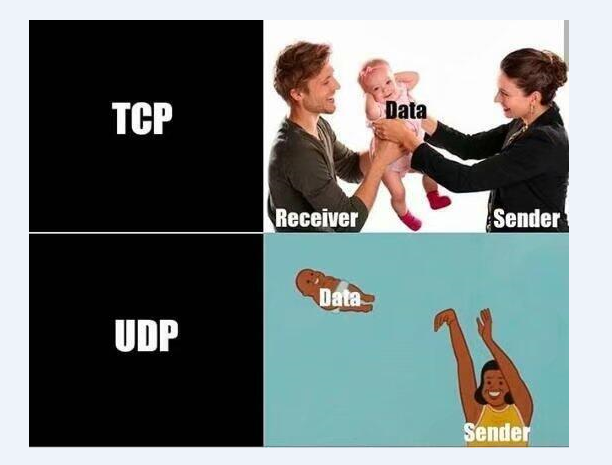 TCP
Data
Receiver
Sender
UDP
Data
Sender